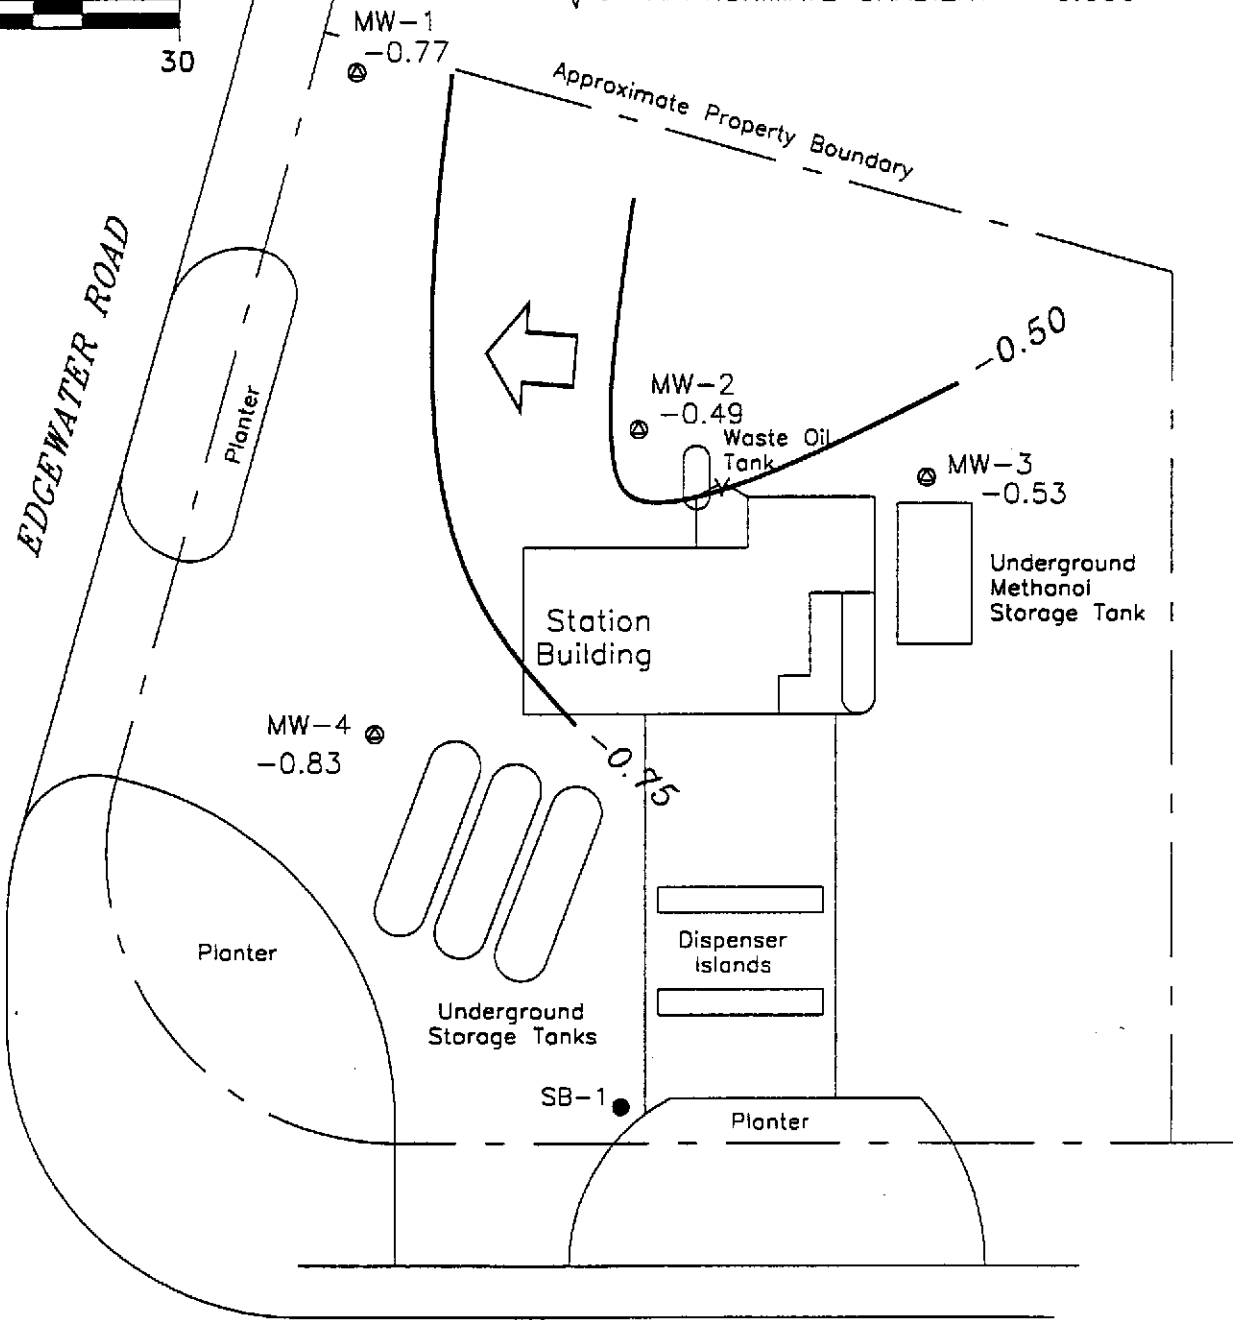 30
MW-1
-0.77
Approximate Property Boundary
EDGEWATER ROAD
Planter
-0.50
MW-2
-0.49
Waste Oil
Tank
MW-3
-0.53
Underground
Methanol
Storage Tank
Station
Building
MW-4
-0.83
-0.75
Planter
Dispenser
Islands
Underground
Storage Tanks
SB-1
Planter